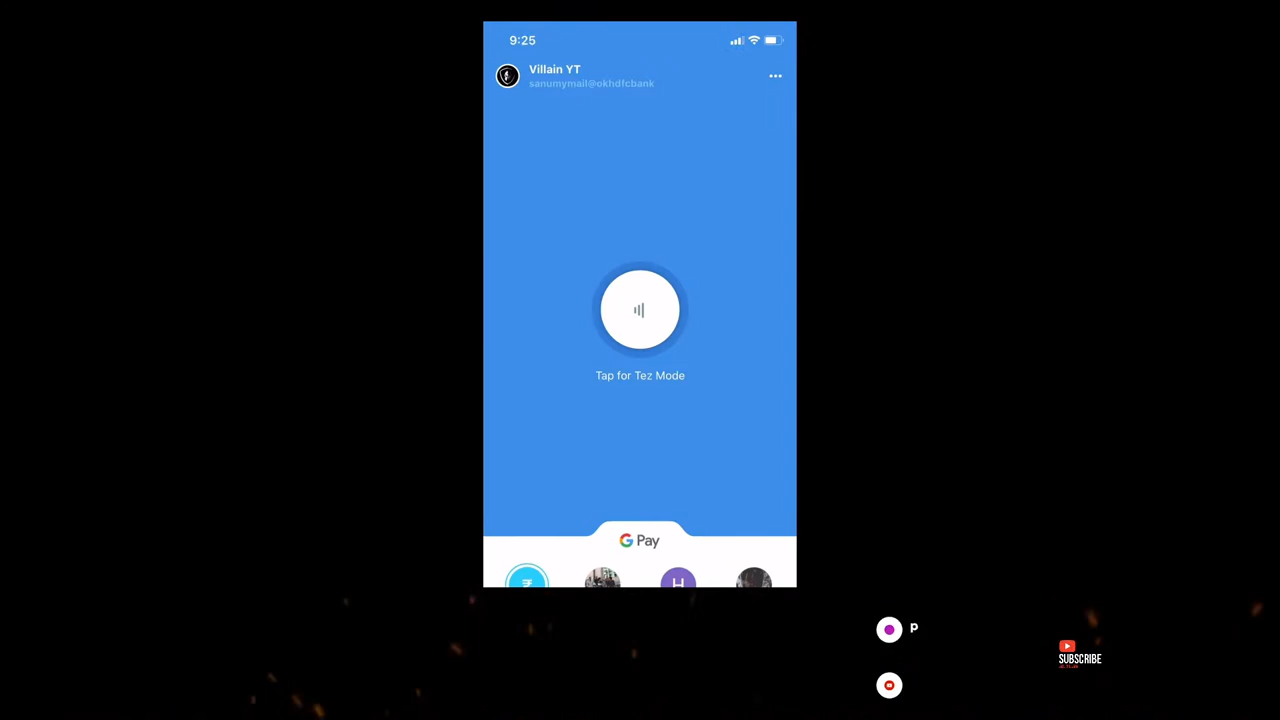 9:25
Villain YT
sanumymail@okhdfcbank
Tap for Tez Mode
G Pay
₹
H
p
SUBSCRIBE